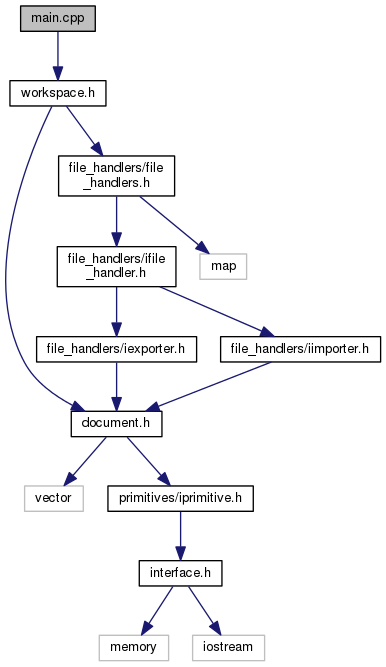 main.cpp
workspace.h
file_handlers/file
_handlers.h
file_handlers/ifile
_handler.h
map
file_handlers/iexporter.h
file_handlers/iimporter.h
document.h
vector
primitives/iprimitive.h
interface.h
memory
iostream